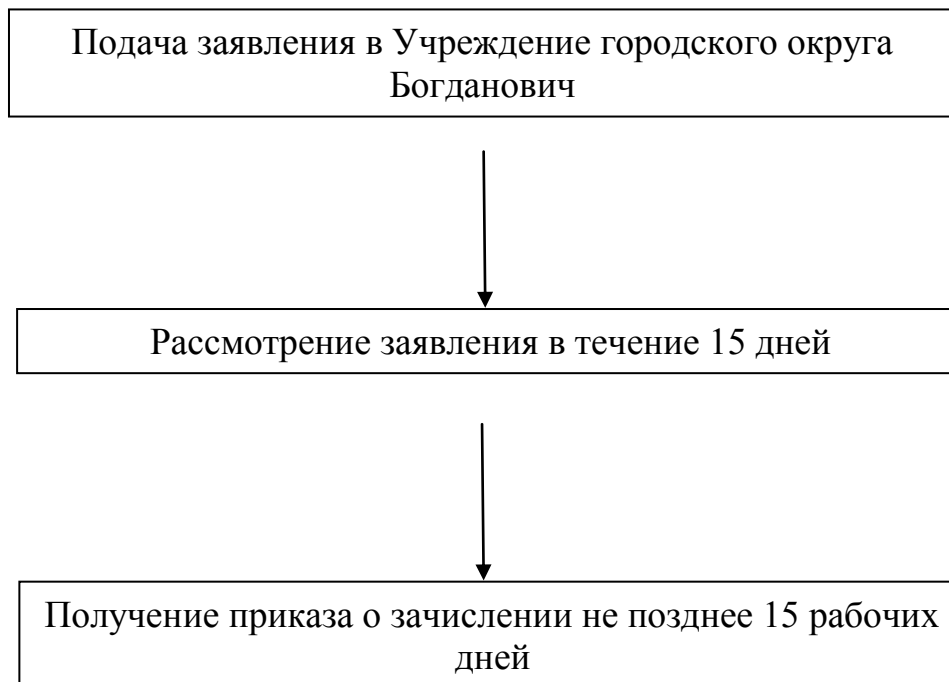 Подача заявления в Учреждение городского округа
Богданович
Рассмотрение заявления в течение 15 дней
Получение приказа о зачислении не позднее 15 рабочих
дней